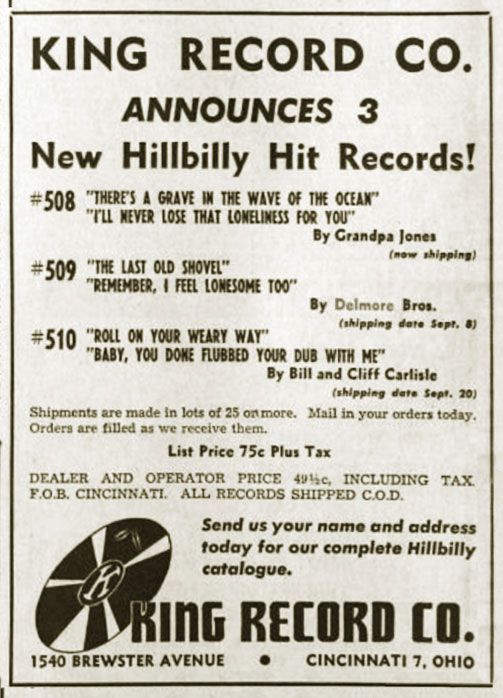 KING RECORD CO.
ANNOUNCES 3
New Hillbilly Hit Records!
#508 "THERE'S A GRAVE IN THE WAVE OF THE OCEAN"
"I'LL NEVER LOSE THAT LONELINESS FOR YOU"
By Grandpa Jones
(now shipping)
#509 "THE LAST OLD SHOVEL"
"REMEMBER, I FEEL LONESOME TOO"
By Delmore Bros.
(shipping date Sept. 8)
#510 "ROLL ON YOUR WEARY WAY"
"BABY, YOU DONE FLUBBED YOUR DUB WITH ME"
By Bill and Cliff Carlisle
(shipping date Sept. 20)
Shipments are made in lots of 25 or more. Mail in your orders today.
Orders are filled as we receive them.
List Price 75c Plus Tax
DEALER AND OPERATOR PRICE 49½c, INCLUDING TAX.
F.O.B. CINCINNATI. ALL RECORDS SHIPPED C.O.D.
Send us your name and address
today for our complete Hillbilly
catalogue.
K
KING RECORD CO.
1540 BREWSTER AVENUE • CINCINNATI 7, OHIO